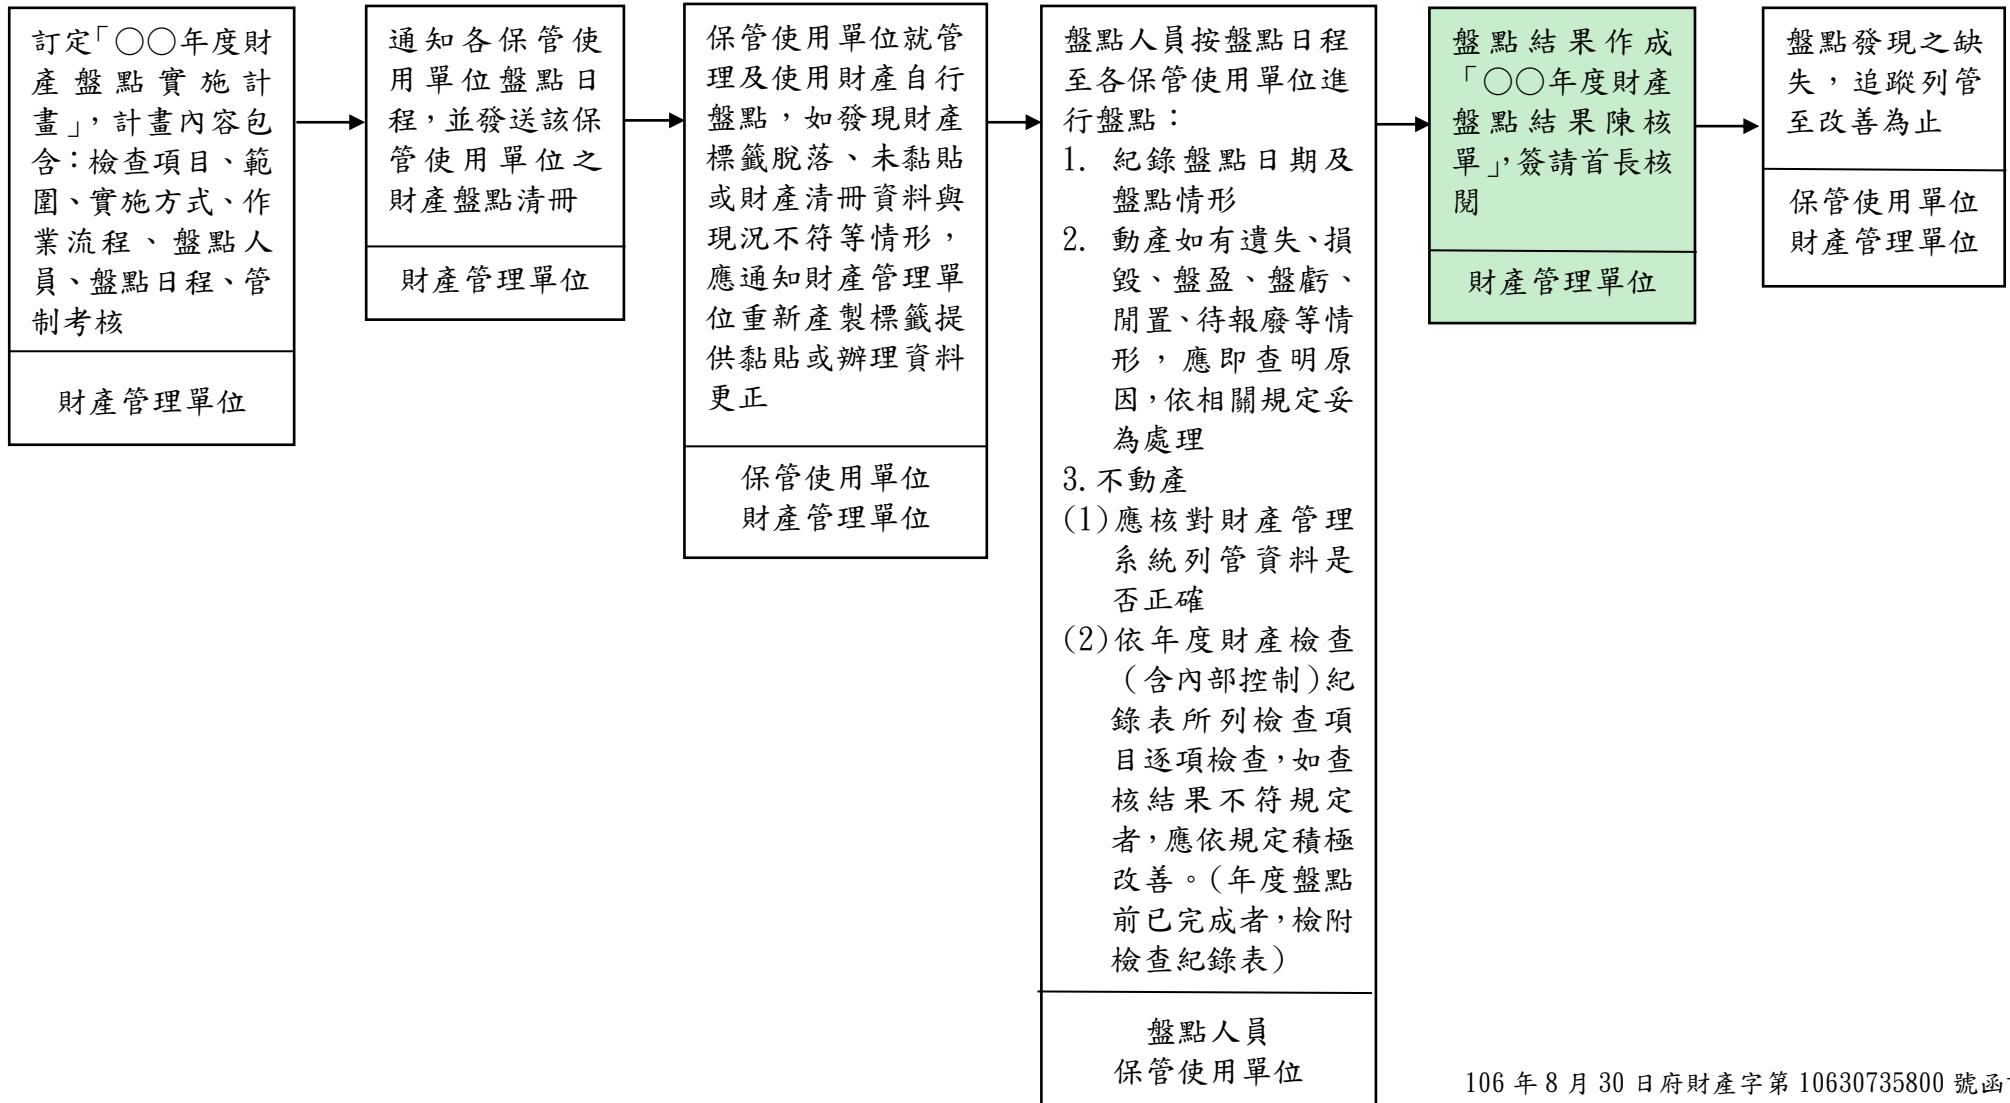 訂定「○○年度財
產盤點實施計
畫」，計畫內容包
含：檢查項目、範
圍、實施方式、作
業流程、盤點人
員、盤點日程、管
制考核
財產管理單位
通知各保管使
用單位盤點日
程，並發送該保
管使用單位之
財產盤點清冊
財產管理單位
保管使用單位就管
理及使用財產自行
盤點，如發現財產
標籤脫落、未黏貼
或財產清冊資料與
現況不符等情形，
應通知財產管理單
位重新產製標籤提
供黏貼或辦理資料
更正
保管使用單位
財產管理單位
盤點人員按盤點日程
至各保管使用單位進
行盤點：
1. 紀錄盤點日期及
盤點情形
2. 動產如有遺失、損
毀、盤盈、盤虧、
閒置、待報廢等情
形，應即查明原
因，依相關規定妥
為處理
3.不動產
(1)應核對財產管理
系統列管資料是
否正確
(2)依年度財產檢查
（含內部控制）紀
錄表所列檢查項
目逐項檢查，如查
核結果不符規定
者，應依規定積極
改善。（年度盤點
前已完成者，檢附
檢查紀錄表）
盤點人員
保管使用單位
盤點結果作成
「○○年度財產
盤點結果陳核
單」，簽請首長核
閱
財產管理單位
盤點發現之缺
失，追蹤列管
至改善為止
保管使用單位
財產管理單位
106 年 8 月 30 日府財產字第 10630735800 號函